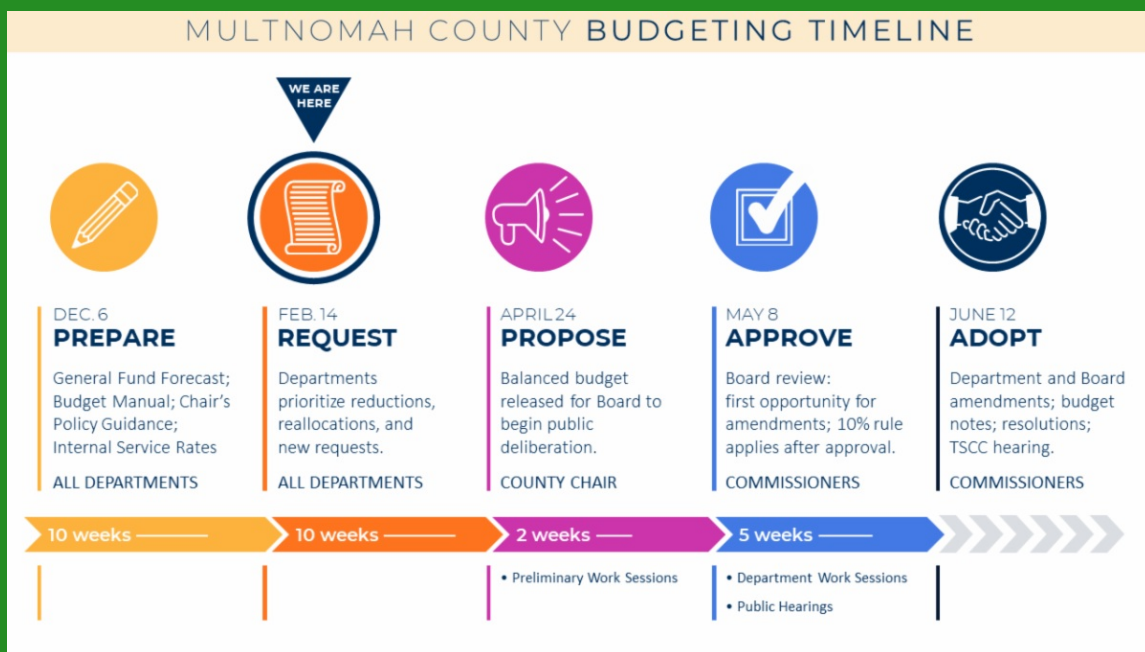 MULTNOMAH COUNTY BUDGETING TIMELINE
WE ARE
HERE
DEC. 6
PREPARE
General Fund Forecast;
Budget Manual; Chair's
Policy Guidance;
Internal Service Rates
ALL DEPARTMENTS
FEB. 14
REQUEST
Departments
prioritize reductions,
reallocations, and
new requests.
ALL DEPARTMENTS
APRIL 24
PROPOSE
Balanced budget
released for Board to
begin public
deliberation.
COUNTY CHAIR
MAY 8
APPROVE
Board review:
first opportunity for
amendments; 10% rule
applies after approval.
COMMISSIONERS
JUNE 12
ADOPT
Department and Board
amendments; budget
notes; resolutions;
TSCC hearing.
COMMISSIONERS
10 weeks
10 weeks
2 weeks
5 weeks
• Preliminary Work Sessions
• Department Work Sessions
• Public Hearings